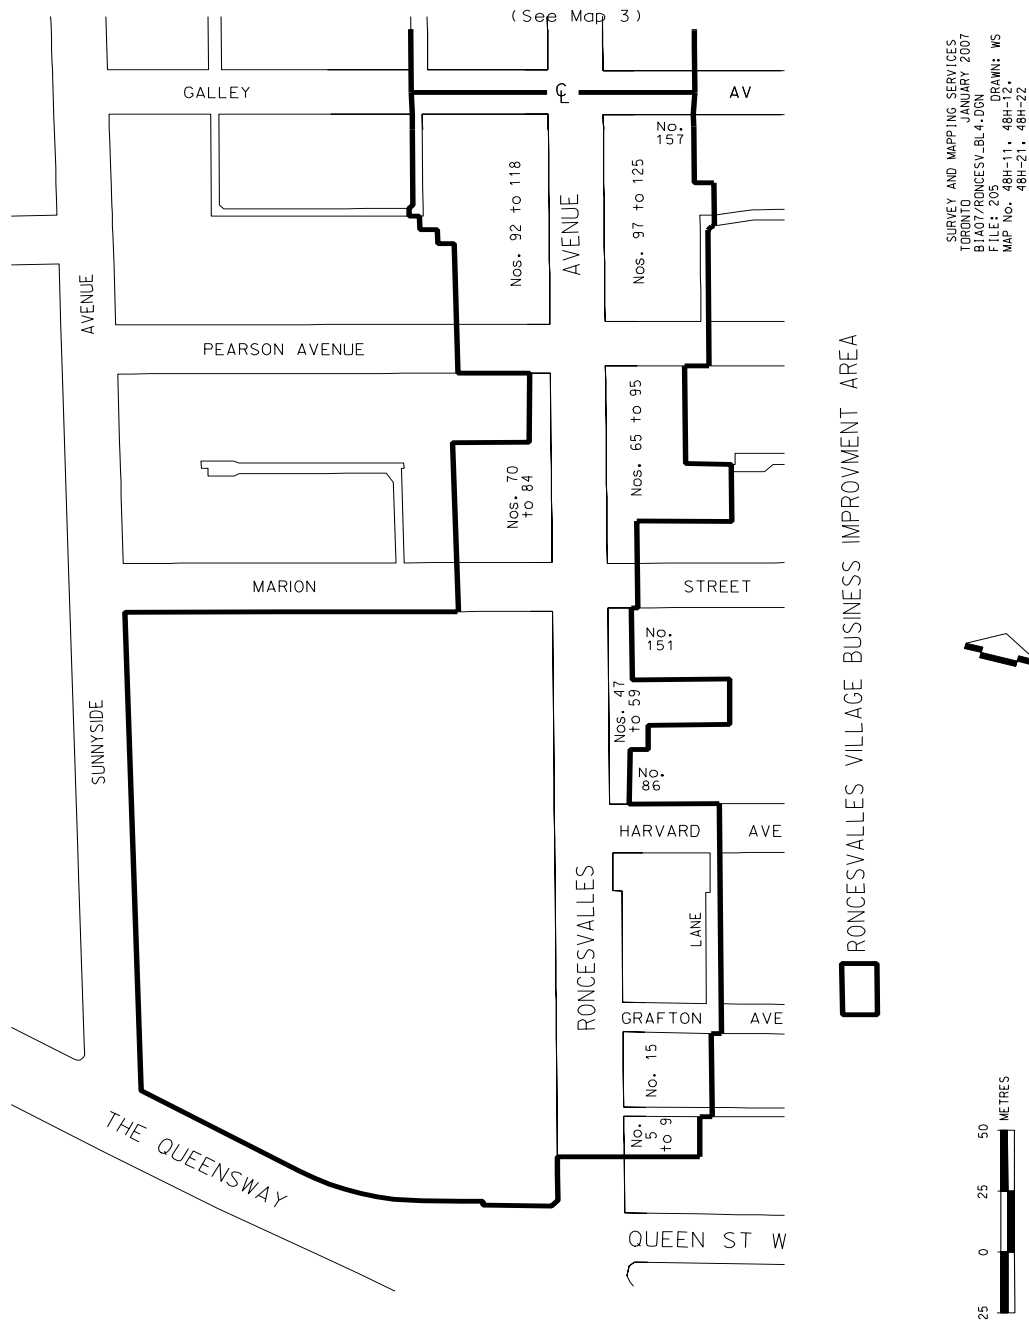 (See Map 3)
GALLEY
℄
AV
No.
157
Nos. 92 to 118
AVENUE
Nos. 97 to 125
AVENUE
PEARSON AVENUE
Nos. 70
to 84
Nos. 65 to 95
MARION
STREET
No.
151
Nos. 47
to 59
No.
86
SUNNYSIDE
HARVARD
AVE
RONCESVALLES
LANE
GRAFTON
AVE
No. 15
No.
5
to 9
THE QUEENSWAY
QUEEN ST W
RONCESVALLES VILLAGE BUSINESS IMPROVMENT AREA
SURVEY AND MAPPING SERVICES
TORONTO JANUARY 2007
BIA07/RONCESV_BL4.DGN
FILE: 205 DRAWN: WS
MAP No. 48H-11, 48H-12,
48H-21, 48H-22
25 0 25 50
METRES